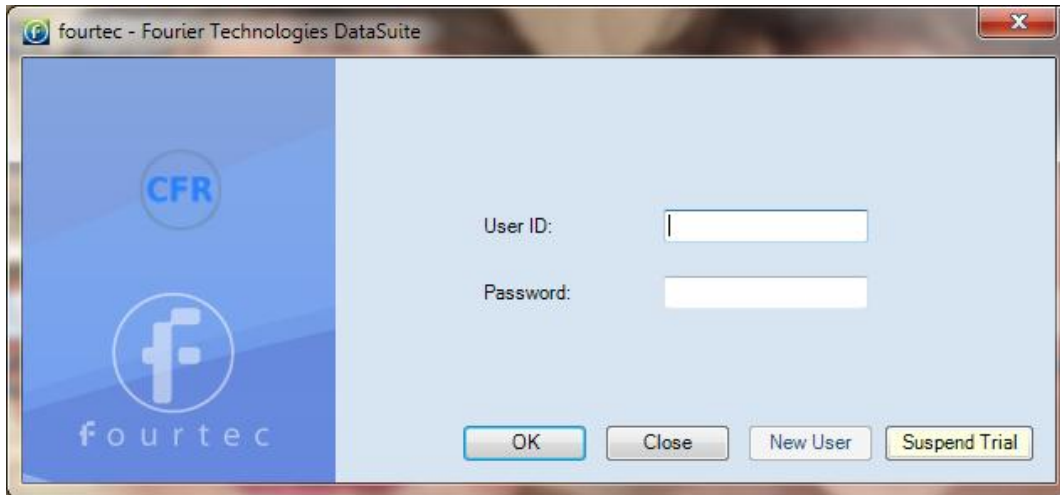 fourtec - Fourier Technologies DataSuite
CFR
User ID:
Password:
f
fourtec
OK Close New User Suspend Trial